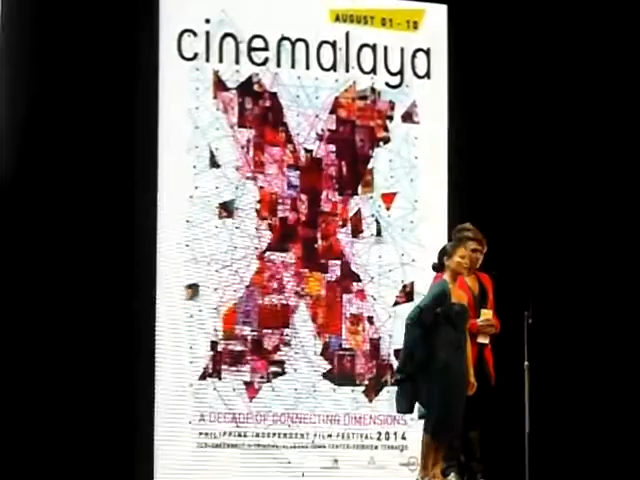 AUGUST 01 - 10
cinemalaya
X
A DECADE OF CONNECTING DIMENSIONS
PHILIPPINE INDEPENDENT FILM FESTIVAL 2014